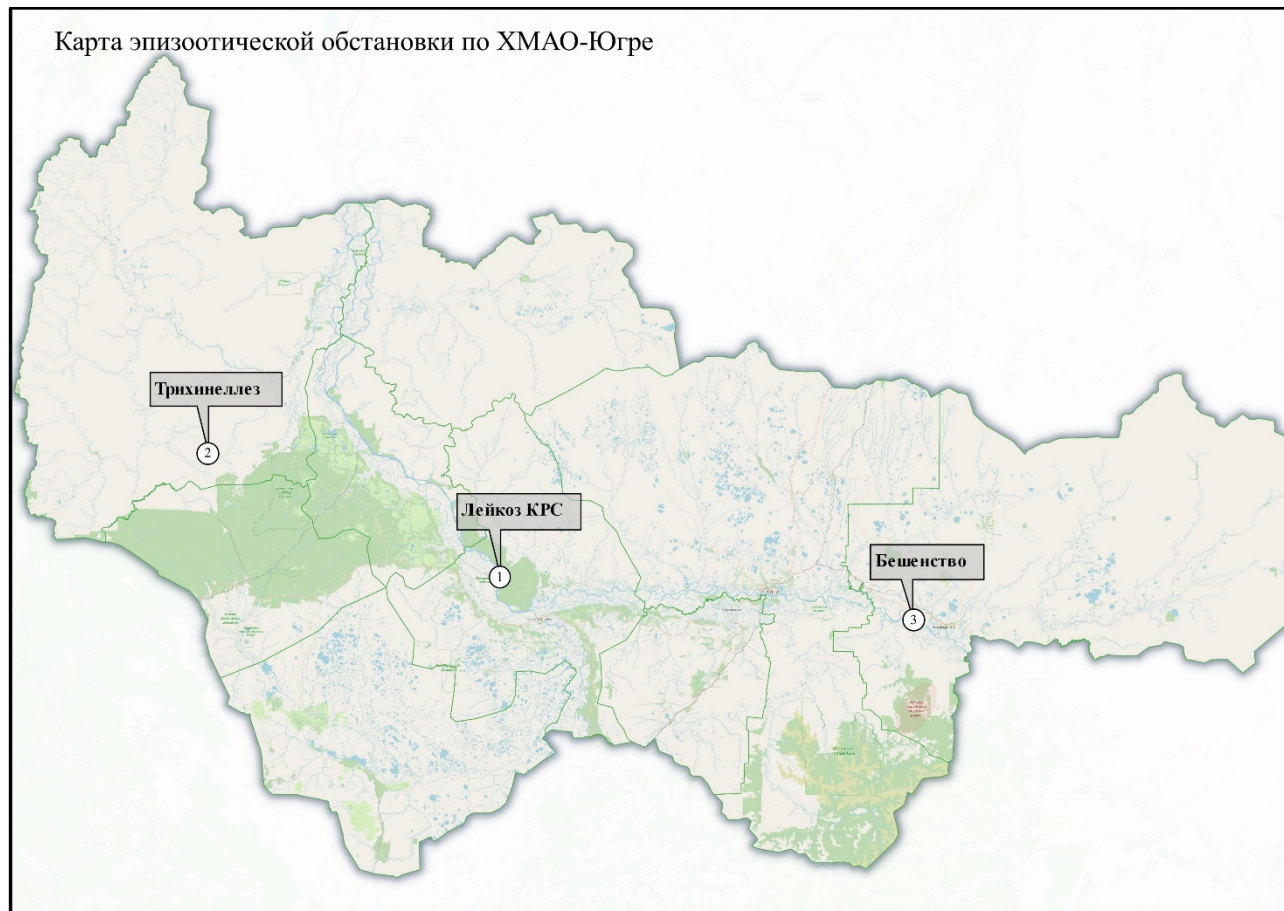 Карта эпизоотической обстановки по ХМАО-Югре
Трихинеллез
2
Лейкоз КРС
1
Бешенство
3